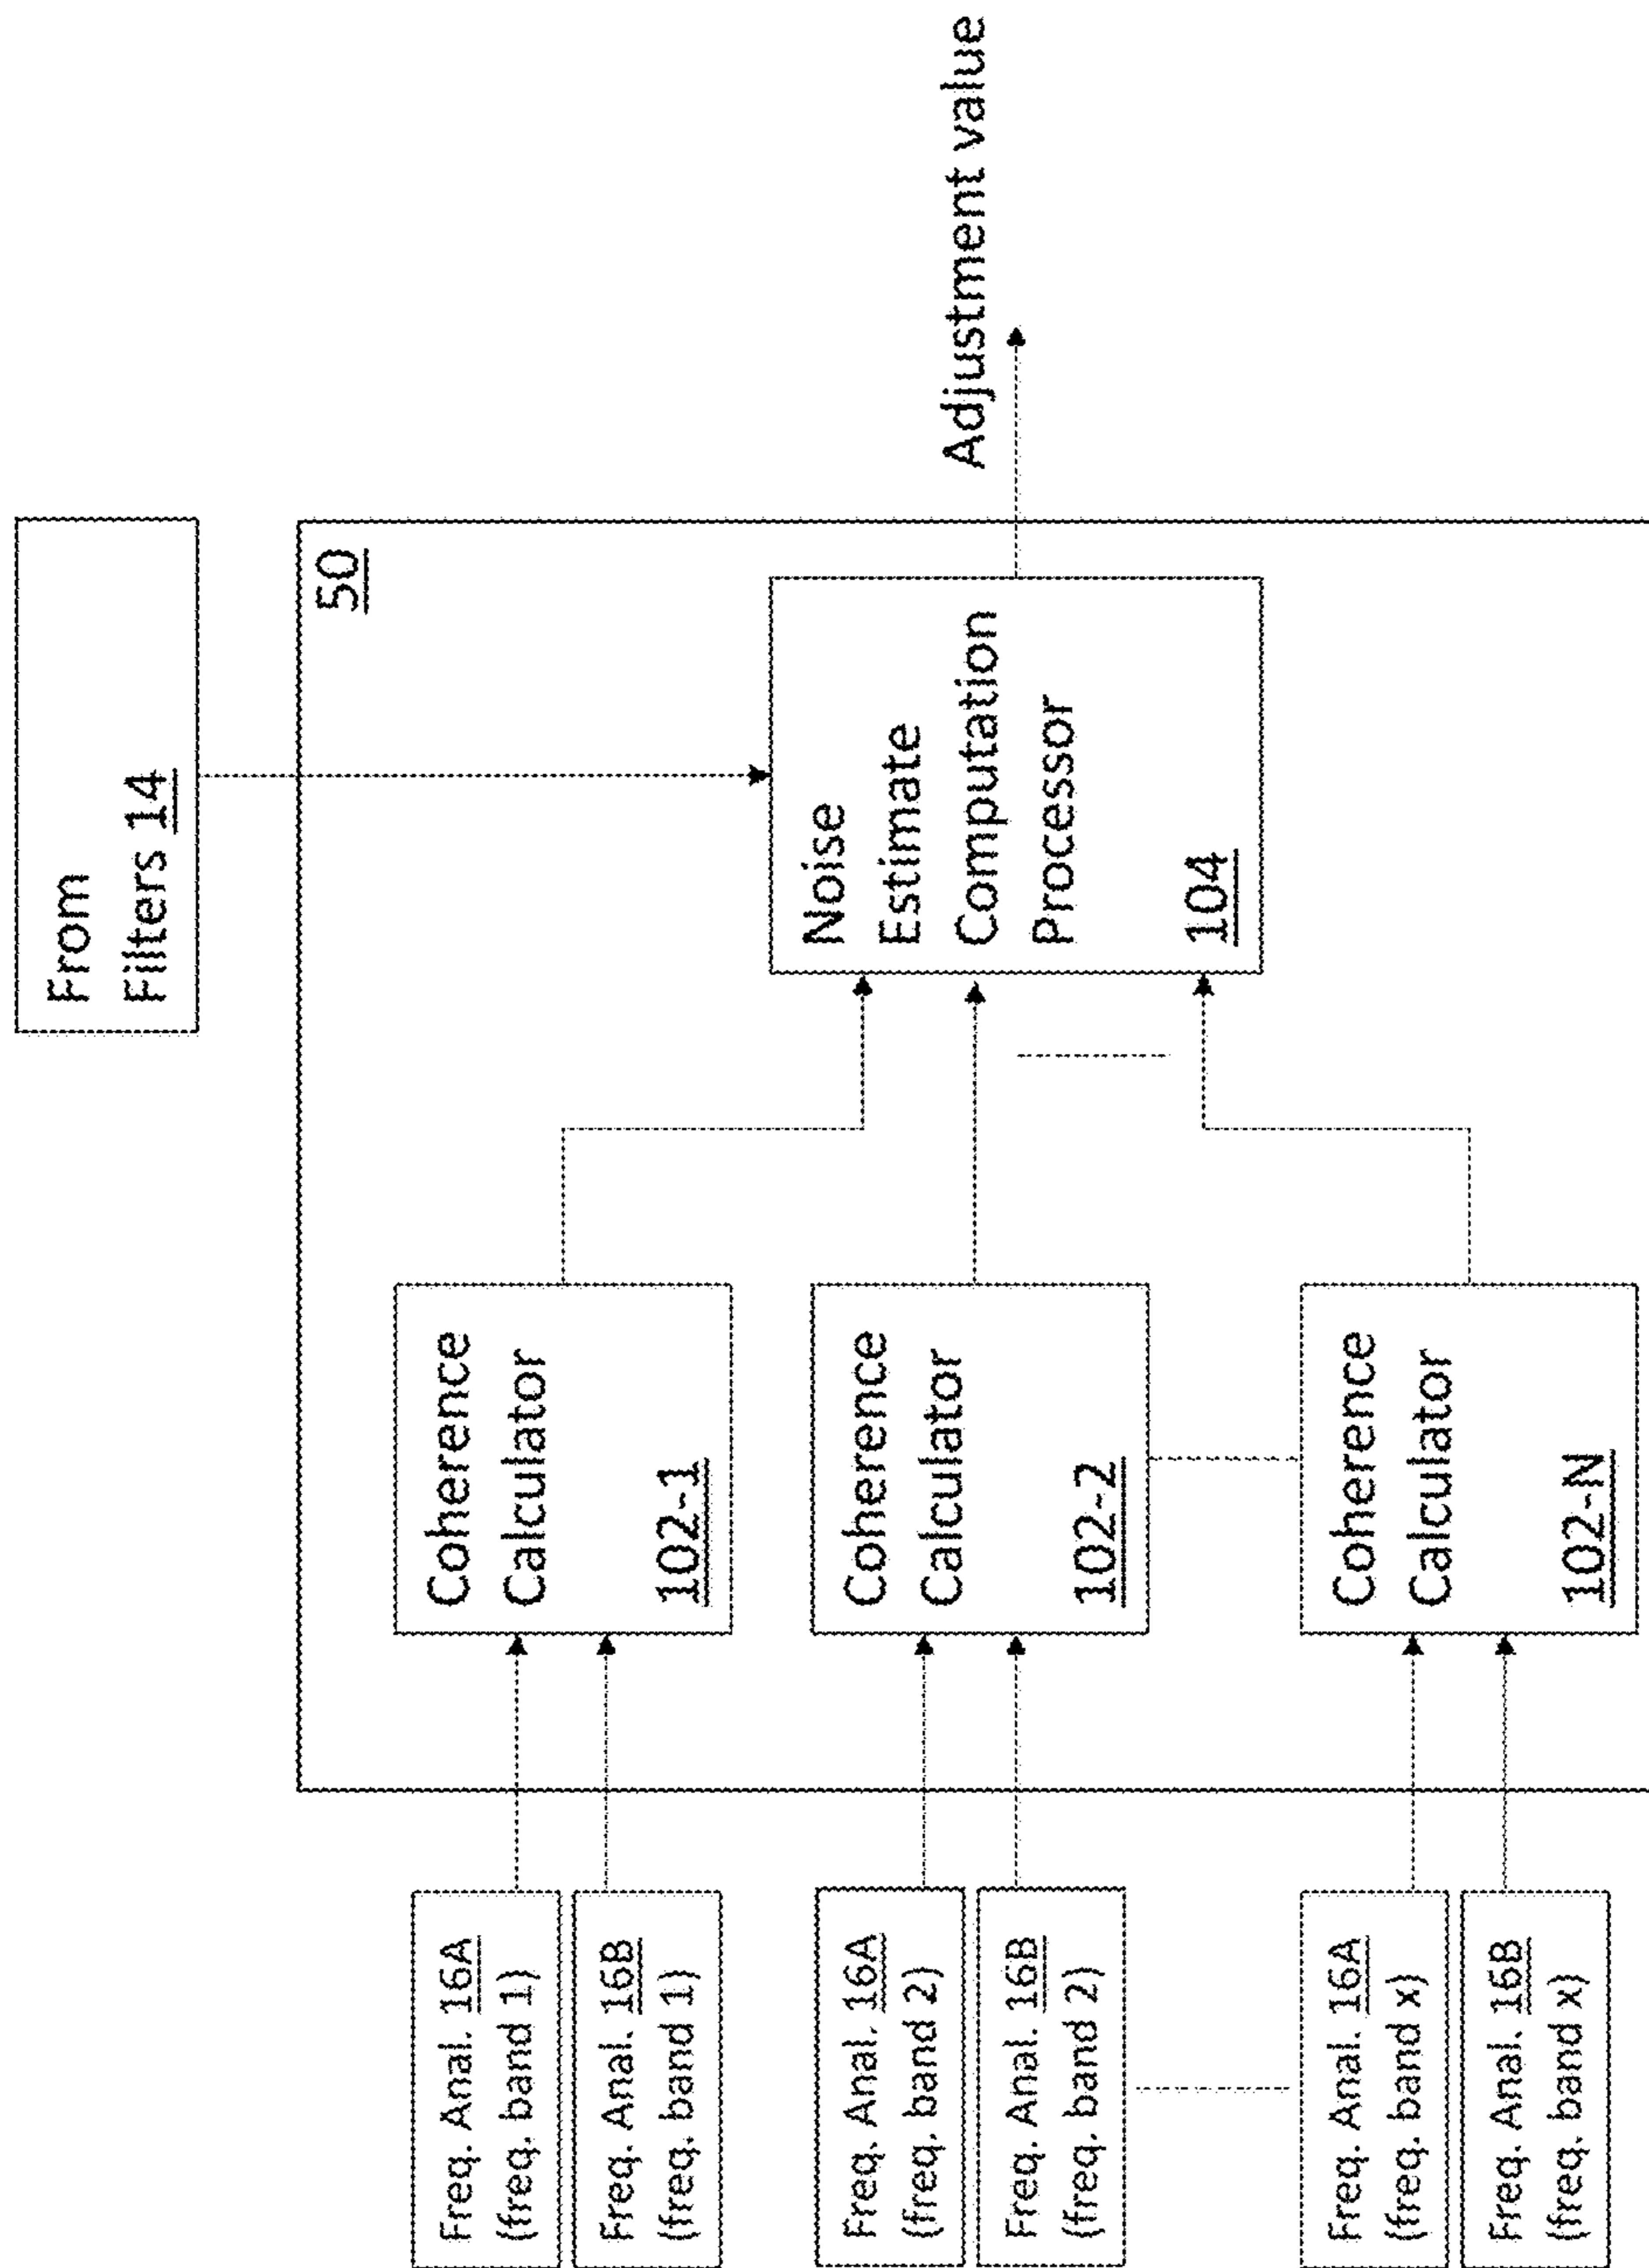 From
Filters 14
50
Freq. Anal. 16A
(freq. band 1)
Freq. Anal. 16B
(freq. band 1)
Coherence
Calculator
102-1
Freq. Anal. 16A
(freq. band 2)
Freq. Anal. 16B
(freq. band 2)
Coherence
Calculator
102-2
Freq. Anal. 16A
(freq. band x)
Freq. Anal. 16B
(freq. band x)
Coherence
Calculator
102-N
Noise
Estimate
Computation
Processor
104
Adjustment value